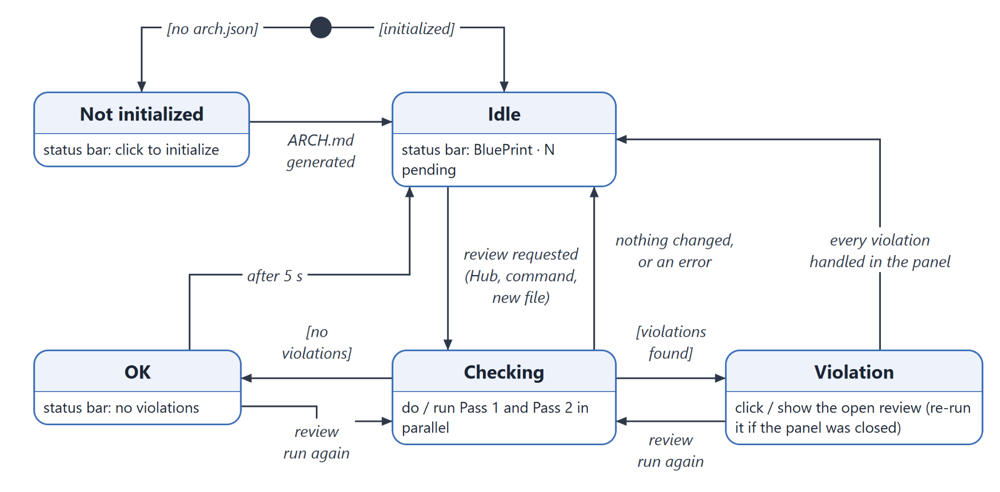 [no arch.json]
[initialized]
Not initialized
status bar: click to initialize
ARCH.md
generated
Idle
status bar: BluePrint · N
pending
after 5 s
review requested
(Hub, command,
new file)
nothing changed,
or an error
every violation
handled in the panel
[no
violations]
[violations
found]
OK
status bar: no violations
review
run again
Checking
do / run Pass 1 and Pass 2 in
parallel
review
run again
Violation
click / show the open review (re-run
it if the panel was closed)